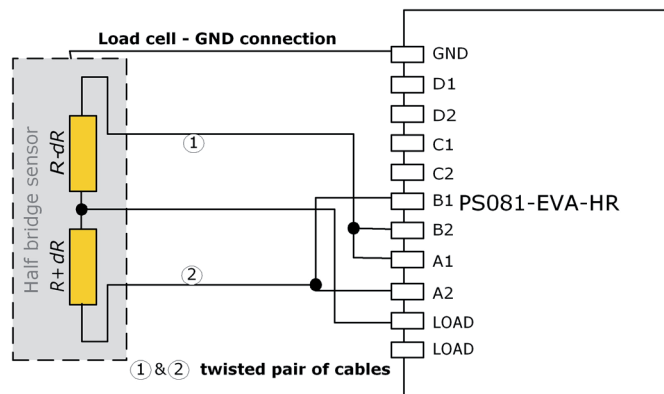 Load cell - GND connection
GND
D1
D2
C1
C2
B1
PS081-EVA-HR
B2
A1
A2
LOAD
LOAD
Half bridge sensor
R-dR
R+dR
1
2
1 & 2 twisted pair of cables